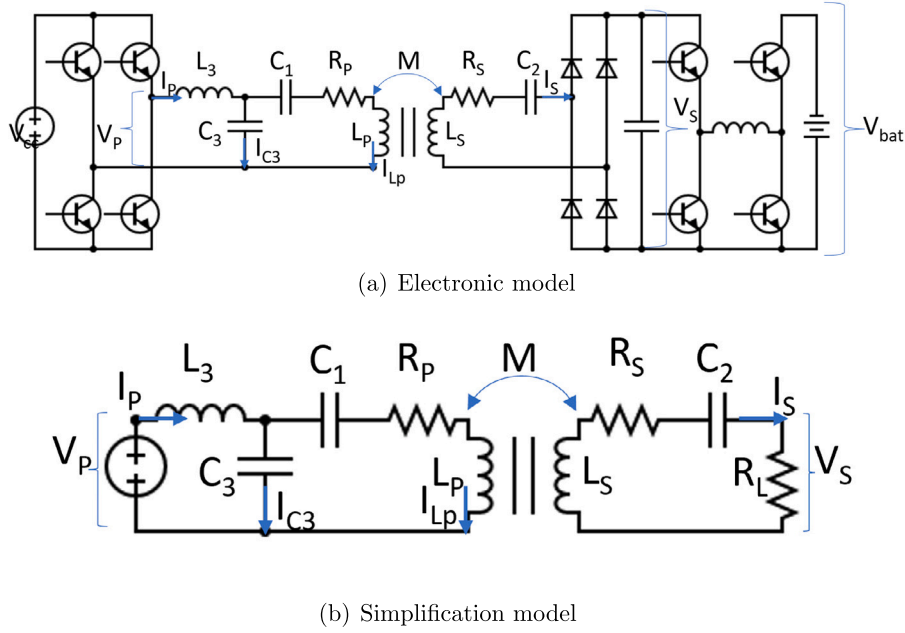 L3 C1 RP M RS C2
IP IS
Vcc VP C3 LP LS VS Vbat
IC3 ILp
(a) Electronic model
L3 C1 RP M RS C2
IP IS
VP C3 LP LS RL VS
IC3 ILp
(b) Simplification model